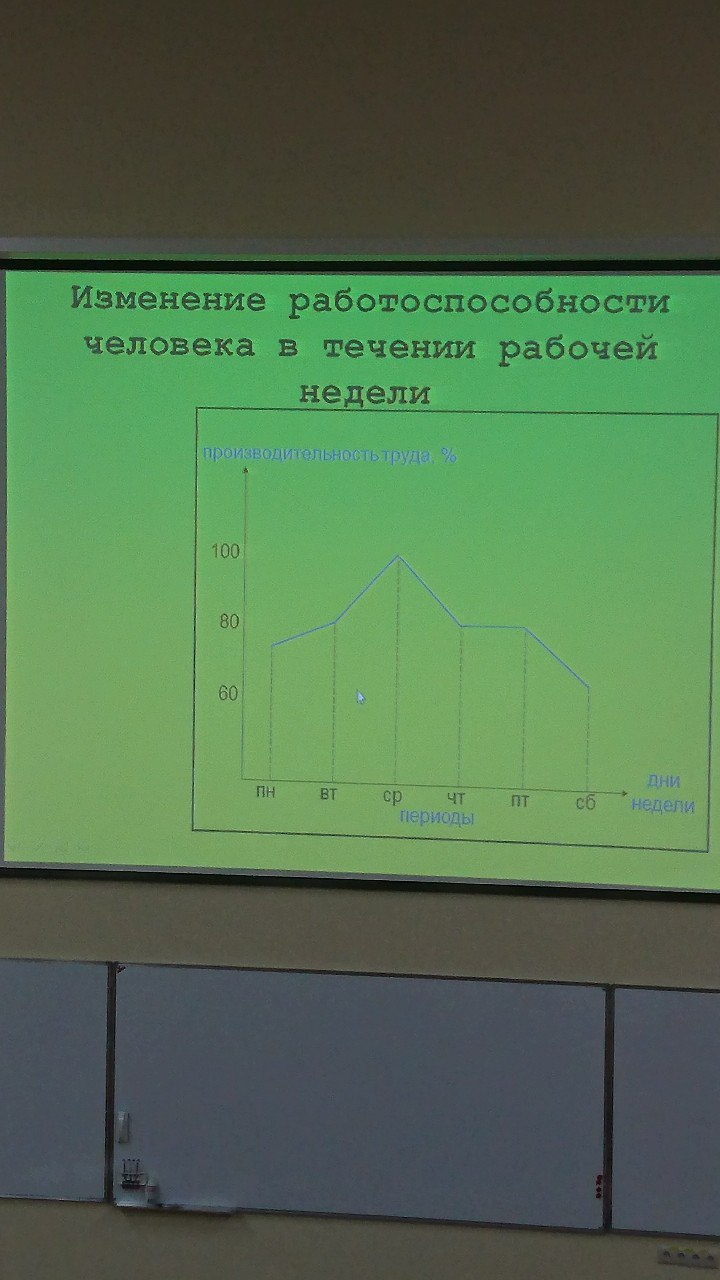 Изменение работоспособности
человека в течении рабочей
недели
производительность труда, %
100
80
60
пн вт ср чт пт сб
дни
недели
периоды